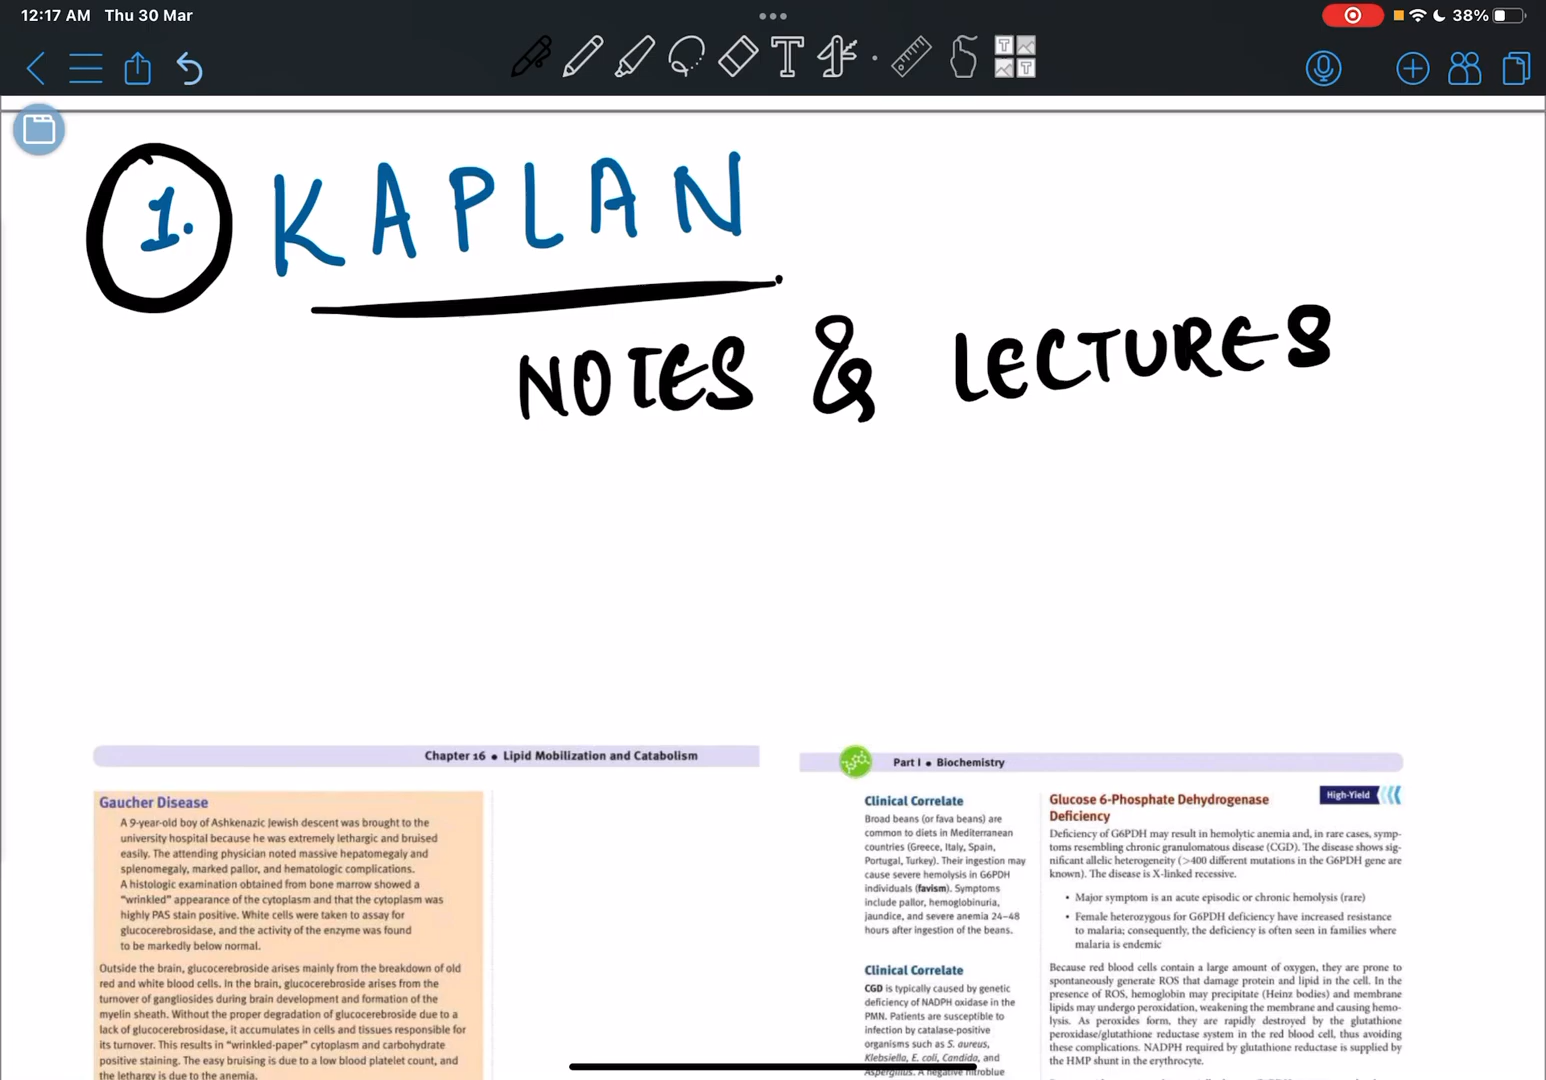 12:17 AM Thu 30 Mar
38%
1. KAPLAN
NOTES & LECTURES
Chapter 16 • Lipid Mobilization and Catabolism
Gaucher Disease
A 9-year-old boy of Ashkenazic Jewish descent was brought to the
university hospital because he was extremely lethargic and bruised
easily. The attending physician noted massive hepatomegaly and
splenomegaly, marked pallor, and hematologic complications.
A histologic examination obtained from bone marrow showed a
“wrinkled” appearance of the cytoplasm and that the cytoplasm was
highly PAS stain positive. White cells were taken to assay for
glucocerebrosidase, and the activity of the enzyme was found
to be markedly below normal.
Outside the brain, glucocerebroside arises mainly from the breakdown of old
red and white blood cells. In the brain, glucocerebroside arises from the
turnover of gangliosides during brain development and formation of the
myelin sheath. Without the proper degradation of glucocerebroside due to a
lack of glucocerebrosidase, it accumulates in cells and tissues responsible for
its turnover. This results in “wrinkled-paper” cytoplasm and carbohydrate
positive staining. The easy bruising is due to a low blood platelet count, and
the lethargy is due to the anemia.
Part I • Biochemistry
Clinical Correlate
Broad beans (or fava beans) are
common to diets in Mediterranean
countries (Greece, Italy, Spain,
Portugal, Turkey). Their ingestion may
cause severe hemolysis in G6PDH
individuals (favism). Symptoms
include pallor, hemoglobinuria,
jaundice, and severe anemia 24–48
hours after ingestion of the beans.
Clinical Correlate
CGD is typically caused by genetic
deficiency of NADPH oxidase in the
PMN. Patients are susceptible to
infection by catalase-positive
organisms such as S. aureus,
Klebsiella, E. coli, Candida, and
Aspergillus. A negative nitroblue
Glucose 6-Phosphate Dehydrogenase
Deficiency
High-Yield
Deficiency of G6PDH may result in hemolytic anemia and, in rare cases, symp-
toms resembling chronic granulomatous disease (CGD). The disease shows sig-
nificant allelic heterogeneity (>400 different mutations in the G6PDH gene are
known). The disease is X-linked recessive.
• Major symptom is an acute episodic or chronic hemolysis (rare)
• Female heterozygous for G6PDH deficiency have increased resistance
to malaria; consequently, the deficiency is often seen in families where
malaria is endemic
Because red blood cells contain a large amount of oxygen, they are prone to
spontaneously generate ROS that damage protein and lipid in the cell. In the
presence of ROS, hemoglobin may precipitate (Heinz bodies) and membrane
lipids may undergo peroxidation, weakening the membrane and causing hemo-
lysis. As peroxides form, they are rapidly destroyed by the glutathione
peroxidase/glutathione reductase system in the red blood cell, thus avoiding
these complications. NADPH required by glutathione reductase is supplied by
the HMP shunt in the erythrocyte.